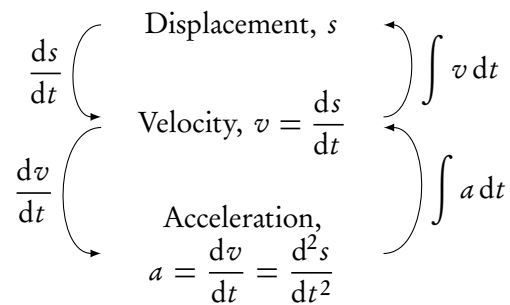 Displacement, s
ds/dt
∫ v dt
Velocity, v = ds/dt
dv/dt
∫ a dt
Acceleration,
a = dv/dt = d²s/dt²